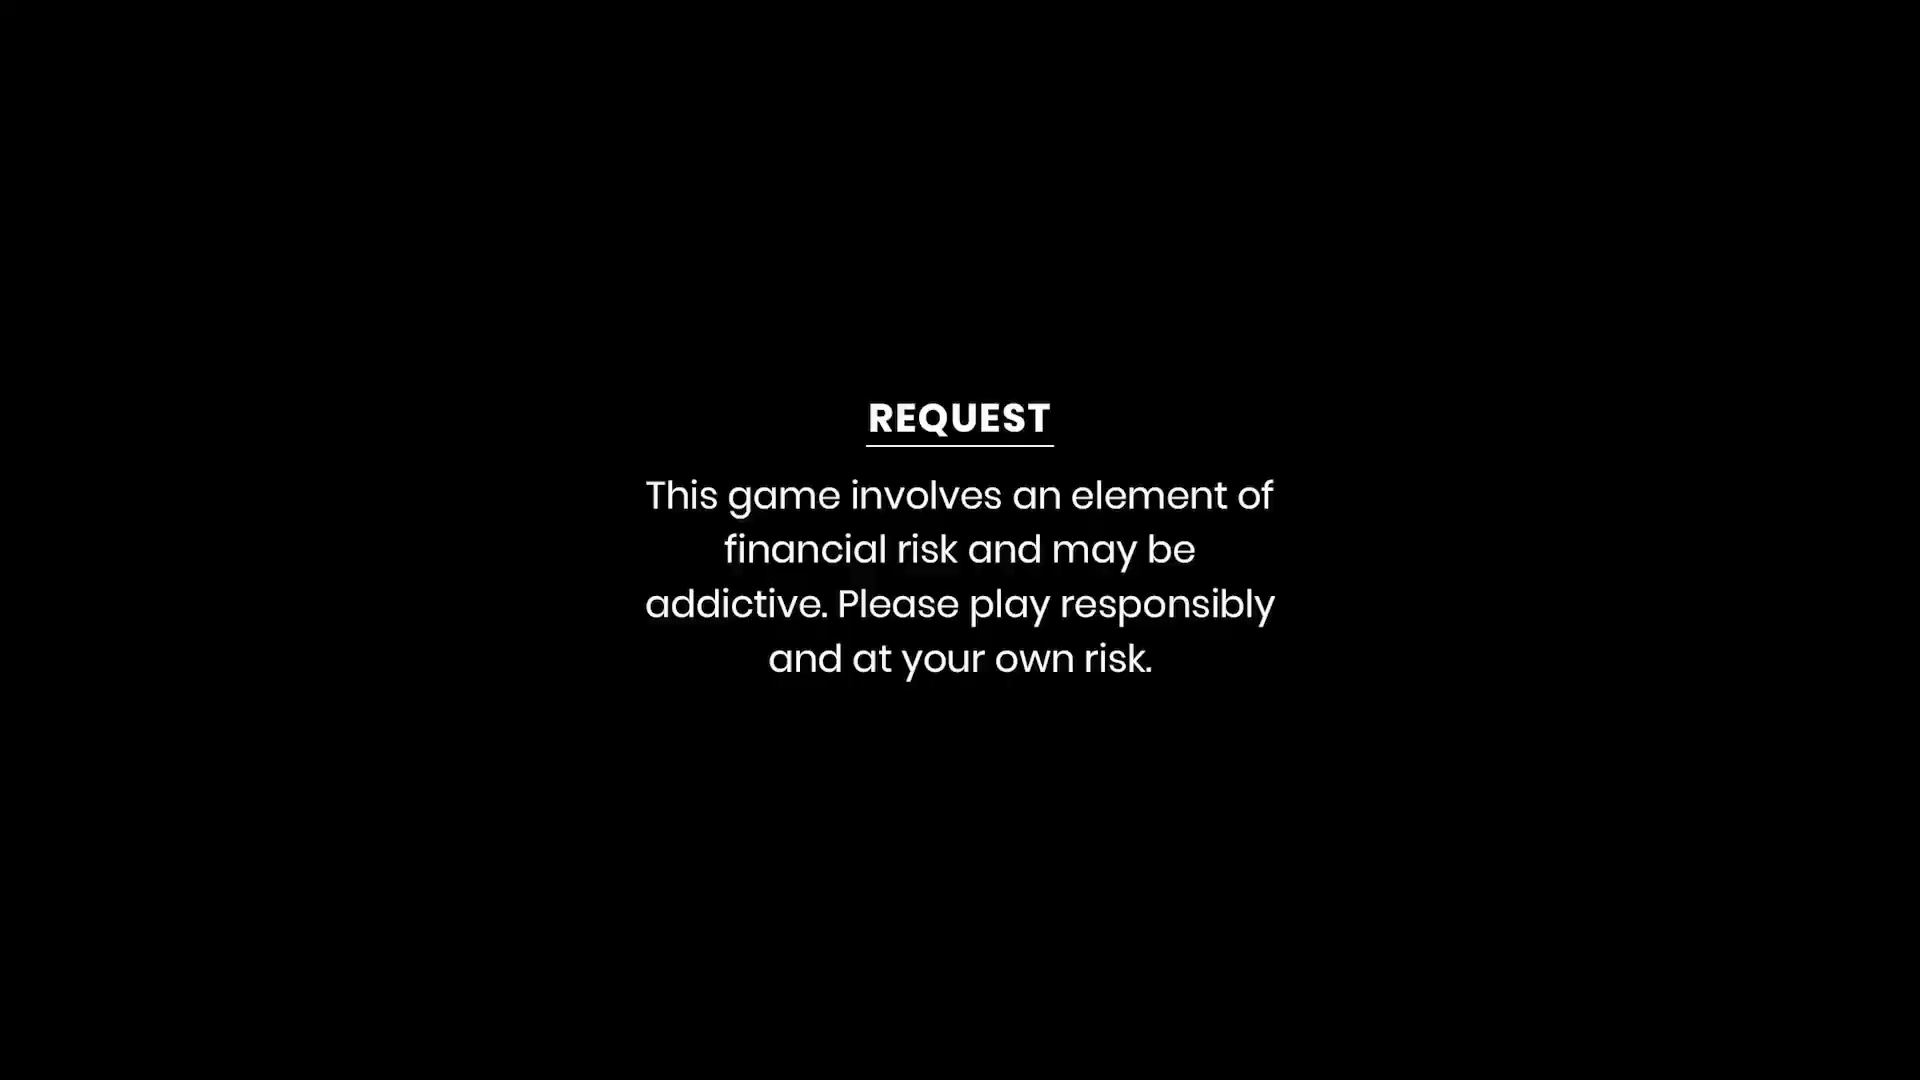 REQUEST
This game involves an element of
financial risk and may be
addictive. Please play responsibly
and at your own risk.